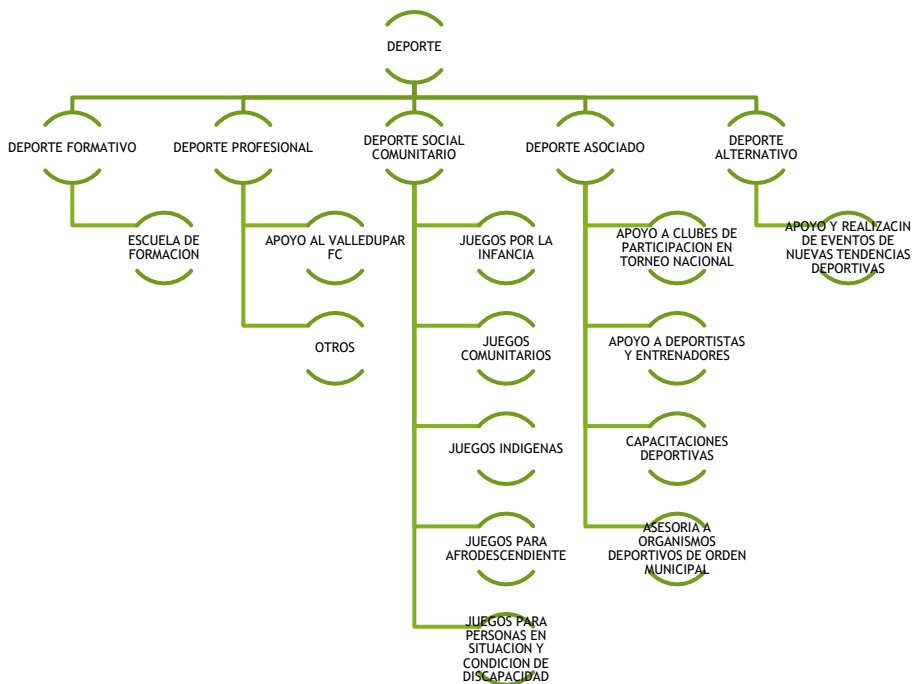 DEPORTE
DEPORTE FORMATIVO
ESCUELA DE
FORMACION
DEPORTE PROFESIONAL
APOYO AL VALLEDUPAR
FC
OTROS
DEPORTE SOCIAL
COMUNITARIO
JUEGOS POR LA
INFANCIA
JUEGOS
COMUNITARIOS
JUEGOS INDIGENAS
JUEGOS PARA
AFRODESCENDIENTE
JUEGOS PARA
PERSONAS EN
SITUACION Y
CONDICION DE
DISCAPACIDAD
DEPORTE ASOCIADO
APOYO A CLUBES DE
PARTICIPACION EN
TORNEO NACIONAL
APOYO A DEPORTISTAS
Y ENTRENADORES
CAPACITACIONES
DEPORTIVAS
ASESORIA A
ORGANISMOS
DEPORTIVOS DE ORDEN
MUNICIPAL
DEPORTE
ALTERNATIVO
APOYO Y REALIZACIN
DE EVENTOS DE
NUEVAS TENDENCIAS
DEPORTIVAS